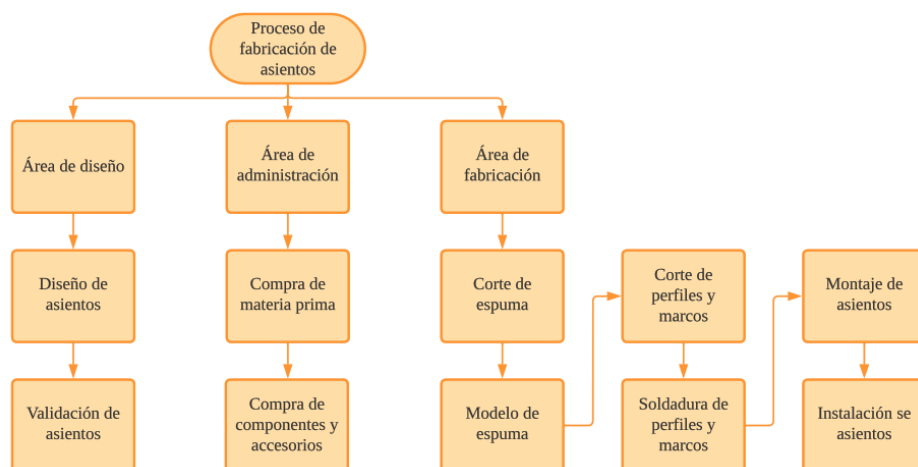 Proceso de
fabricación de
asientos
Área de diseño
Área de
administración
Área de
fabricación
Diseño de
asientos
Compra de
materia prima
Corte de
espuma
Corte de
perfiles y
marcos
Montaje de
asientos
Validación de
asientos
Compra de
componentes y
accesorios
Modelo de
espuma
Soldadura de
perfiles y
marcos
Instalación se
asientos